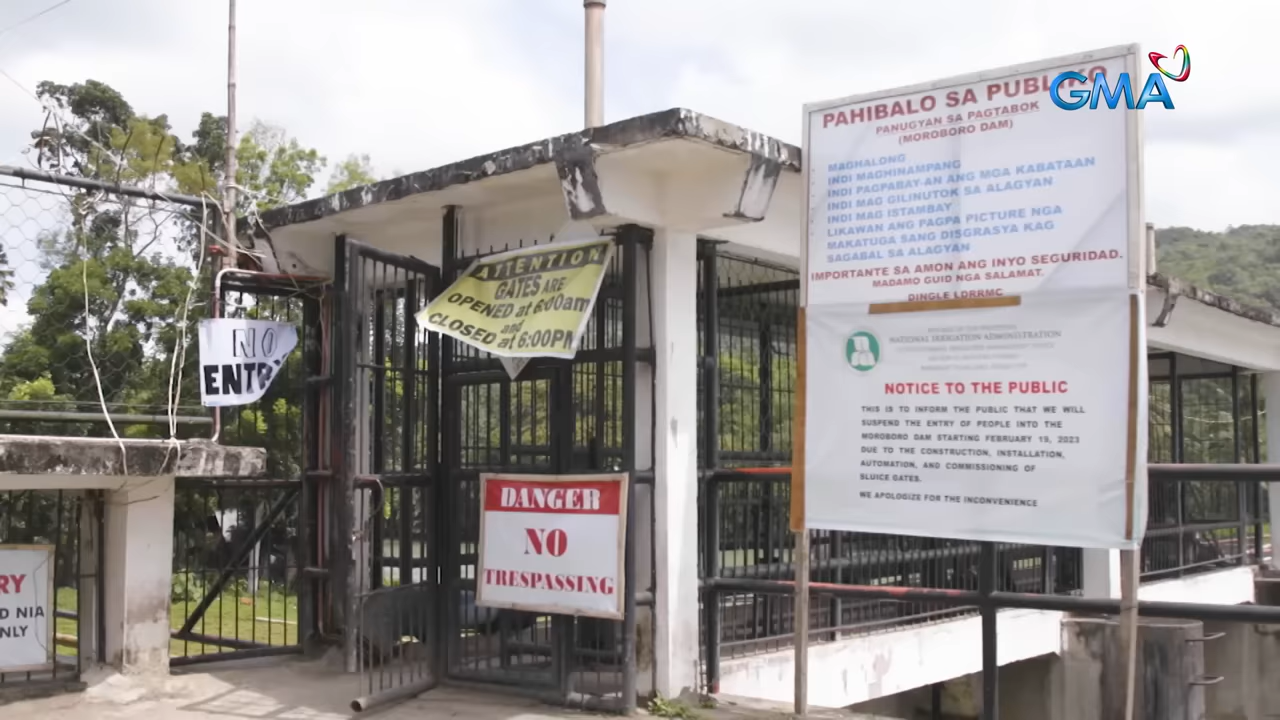 GMA
PAHIBALO SA PUBLIKO
PANUGYAN SA PAGTABOK
(MOROBORO DAM)
MAGHALONG
INDI MAGHINAMPANG
INDI PAGPABAY-AN ANG MGA KABATAAN
INDI MAG GILINUTOK SA ALAGYAN
INDI MAG ISTAMBAY
LIKAWAN ANG PAGPA PICTURE NGA
MAKATUGA SANG DISGRASYA KAG
SAGABAL SA ALAGYAN
IMPORTANTE SA AMON ANG INYO SEGURIDAD.
MADAMO GUID NGA SALAMAT.
DINGLE LDRRMC
NATIONAL IRRIGATION ADMINISTRATION
NOTICE TO THE PUBLIC
THIS IS TO INFORM THE PUBLIC THAT WE WILL
SUSPEND THE ENTRY OF PEOPLE INTO THE
MOROBORO DAM STARTING FEBRUARY 15, 2023
DUE TO THE CONSTRUCTION, INSTALLATION,
AUTOMATION, AND COMMISSIONING OF
SLUICE GATES.
WE APOLOGIZE FOR THE INCONVENIENCE
ATTENTION
GATES ARE
OPENED at 6:00am
and
CLOSED at 6:00PM
NO
ENTRY
DANGER
NO
TRESPASSING
RY
D NIA
NLY